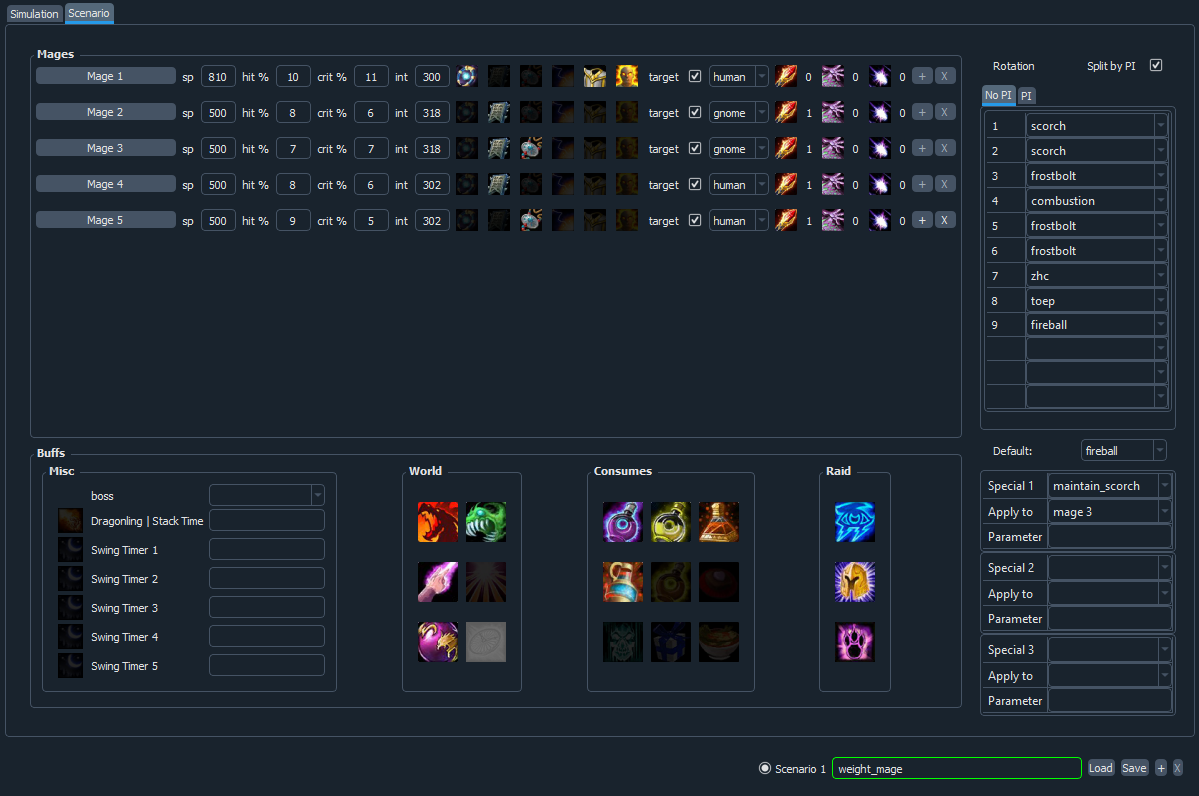 Simulation Scenario
Mages
Mage 1 sp 810 hit % 10 crit % 11 int 300 target human 0 0 0 + X
Mage 2 sp 500 hit % 8 crit % 6 int 318 target gnome 1 0 0 + X
Mage 3 sp 500 hit % 7 crit % 7 int 318 target gnome 1 0 0 + X
Mage 4 sp 500 hit % 8 crit % 6 int 302 target human 1 0 0 + X
Mage 5 sp 500 hit % 9 crit % 5 int 302 target human 1 0 0 + X
Rotation Split by PI
No PI PI
1 scorch
2 scorch
3 frostbolt
4 combustion
5 frostbolt
6 frostbolt
7 zhc
8 toep
9 fireball
Default: fireball
Special 1 maintain_scorch
Apply to mage 3
Parameter
Special 2
Apply to
Parameter
Special 3
Apply to
Parameter
Buffs
Misc
boss
Dragonling | Stack Time
Swing Timer 1
Swing Timer 2
Swing Timer 3
Swing Timer 4
Swing Timer 5
World
Consumes
Raid
Scenario 1 weight_mage Load Save + X